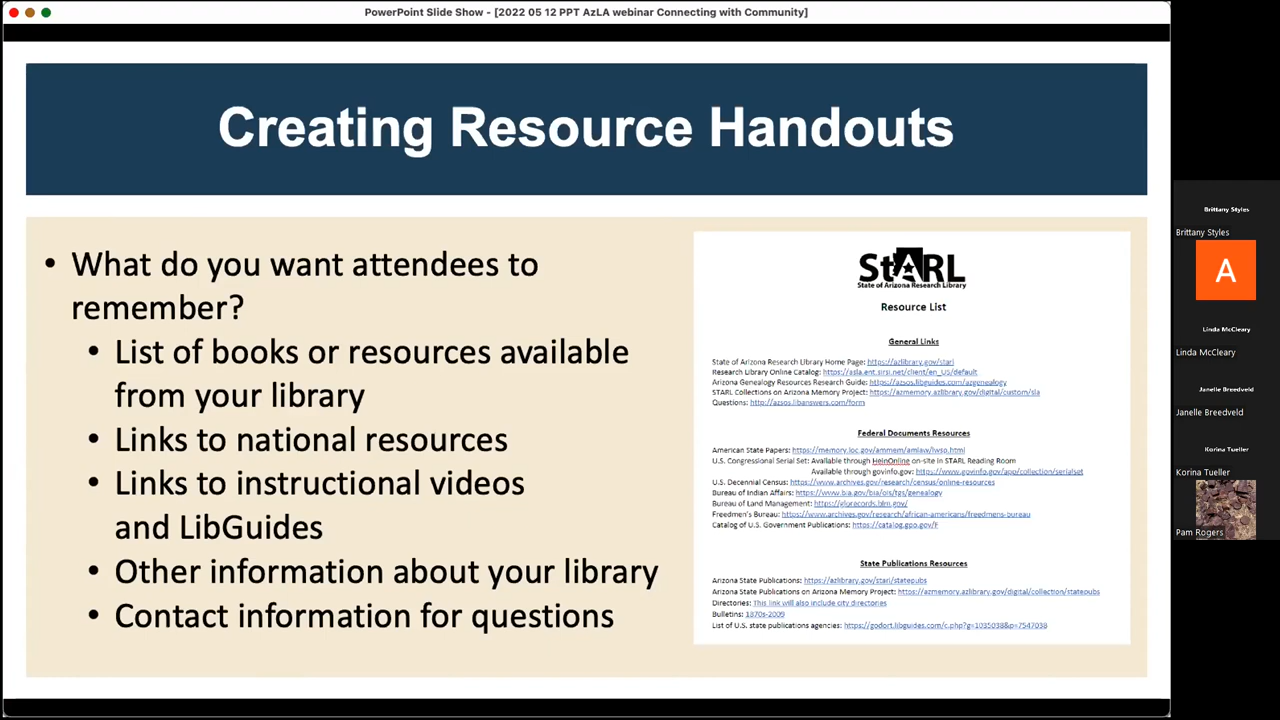 PowerPoint Slide Show - [2022 05 12 PPT AzLA webinar Connecting with Community]
Creating Resource Handouts
• What do you want attendees to
remember?
• List of books or resources available
from your library
• Links to national resources
• Links to instructional videos
and LibGuides
• Other information about your library
• Contact information for questions
StARL
State of Arizona Research Library
Resource List
General Links
State of Arizona Research Library Home Page: https://azlibrary.gov/starl
Research Library Online Catalog: https://asla.ent.sirsi.net/client/en_US/default
Arizona Genealogy Resources Research Guide: https://azsos.libguides.com/azgenealogy
STARL Collections on Arizona Memory Project: https://azmemory.azlibrary.gov/digital/custom/sla
Questions: http://azsos.libanswers.com/form
Federal Documents Resources
American State Papers: https://memory.loc.gov/ammem/amlaw/lwsp.html
U.S. Congressional Serial Set: Available through HeinOnline on-site in STARL Reading Room
Available through govinfo.gov: https://www.govinfo.gov/app/collection/serialset
U.S. Decennial Census: https://www.archives.gov/research/census/online-resources
Bureau of Indian Affairs: https://www.bia.gov/bia/ois/tgs/genealogy
Bureau of Land Management: https://glorecords.blm.gov/
Freedmen's Bureau: https://www.archives.gov/research/african-americans/freedmens-bureau
Catalog of U.S. Government Publications: https://catalog.gpo.gov/F
State Publications Resources
Arizona State Publications: https://azlibrary.gov/starl/statepubs
Arizona State Publications on Arizona Memory Project: https://azmemory.azlibrary.gov/digital/collection/statepubs
Directories: This link will also include city directories
Bulletins: 1870s-2009
List of U.S. state publications agencies: https://godort.libguides.com/c.php?g=1035038&p=7547038
Brittany Styles
Brittany Styles
A
Linda McCleary
Linda McCleary
Janelle Breedveld
Janelle Breedveld
Korina Tueller
Korina Tueller
Pam Rogers